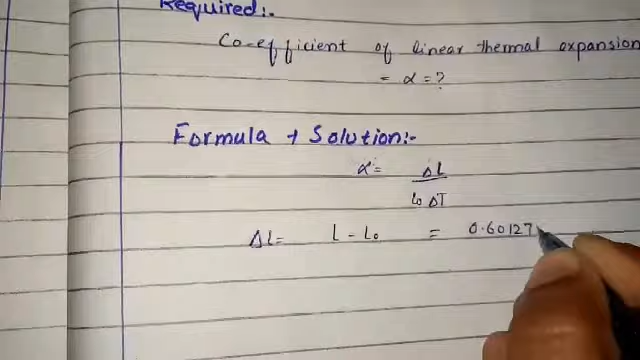 Required:-
Co-efficient of linear thermal expansion
= α = ?
Formula + Solution:-
α = ΔL
L₀ ΔT
ΔL = L - L₀ = 0.60127